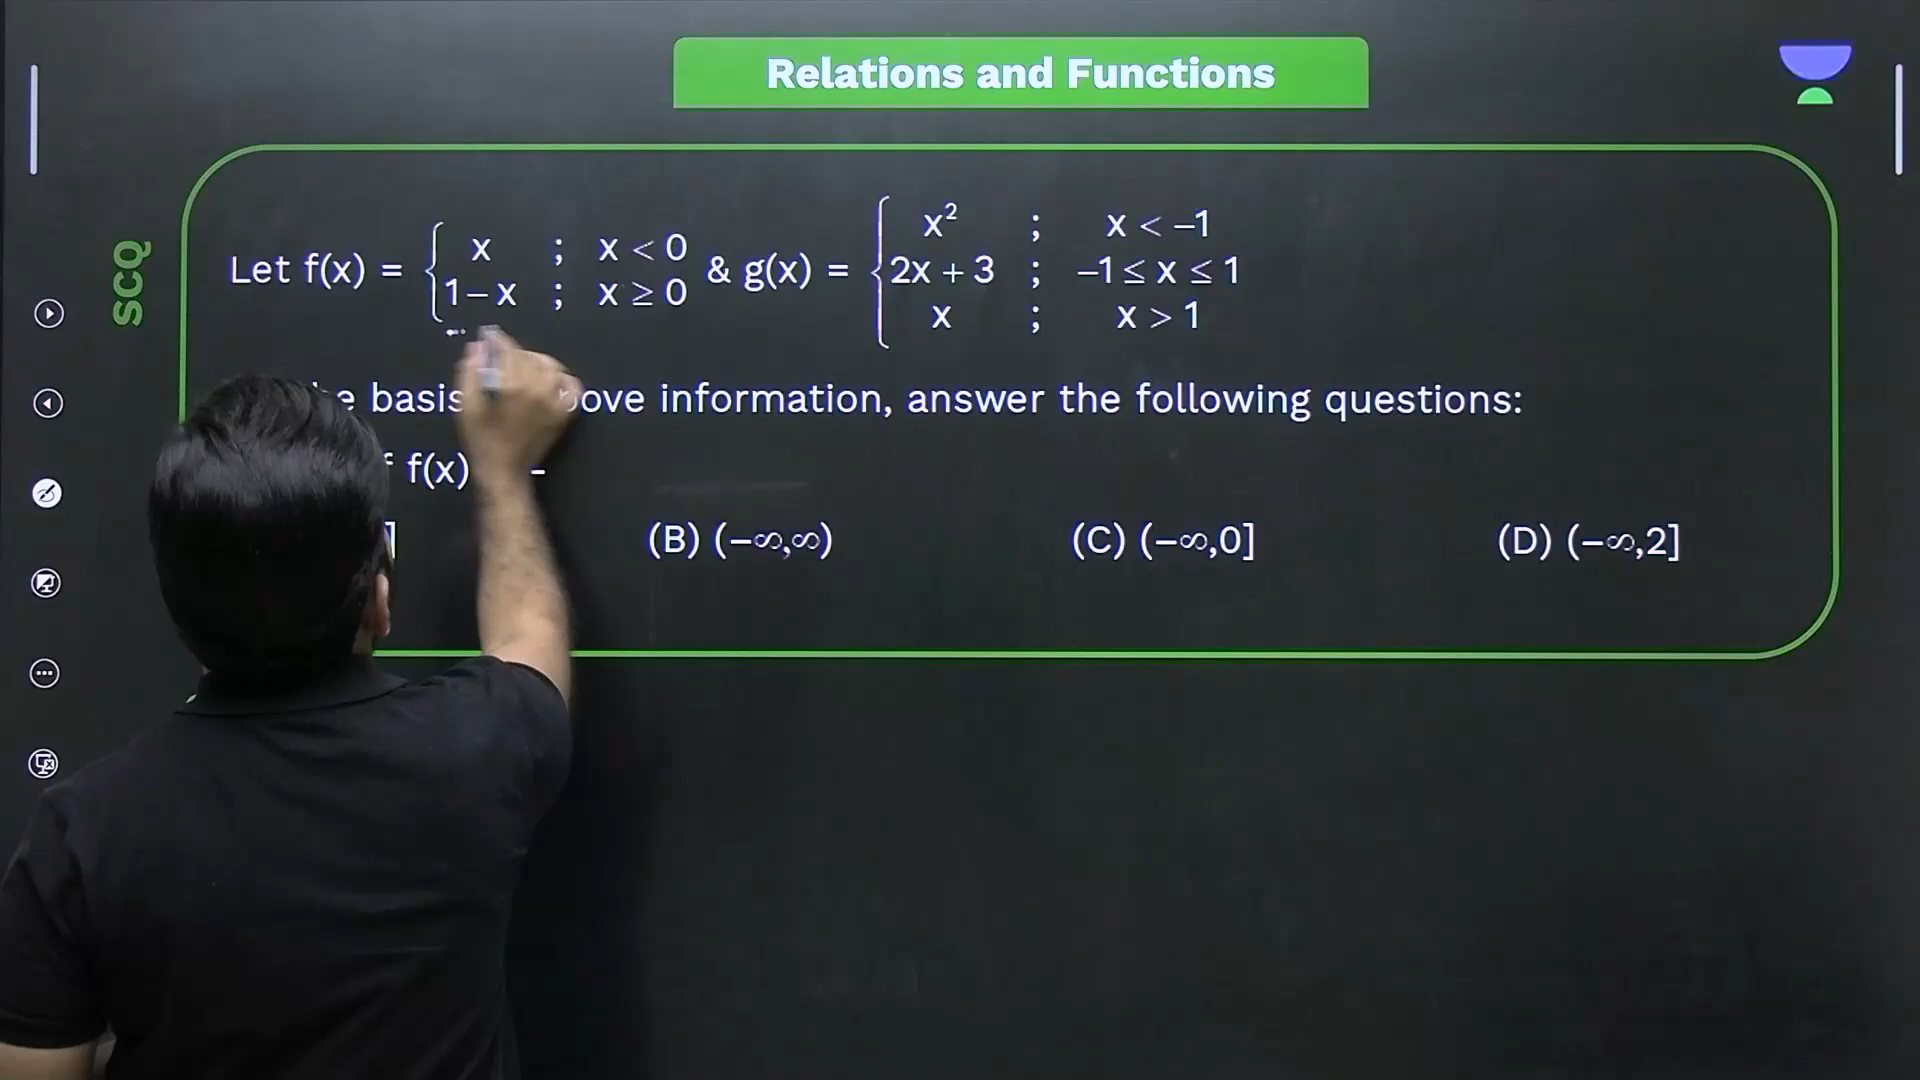 Relations and Functions
SCQ
Let f(x) = { x ; x < 0
1−x ; x ≥ 0 & g(x) = { x² ; x < −1
2x + 3 ; −1 ≤ x ≤ 1
x ; x > 1
basis information, answer the following questions:
f(x) -
] (B) (−∞,∞) (C) (−∞,0] (D) (−∞,2]